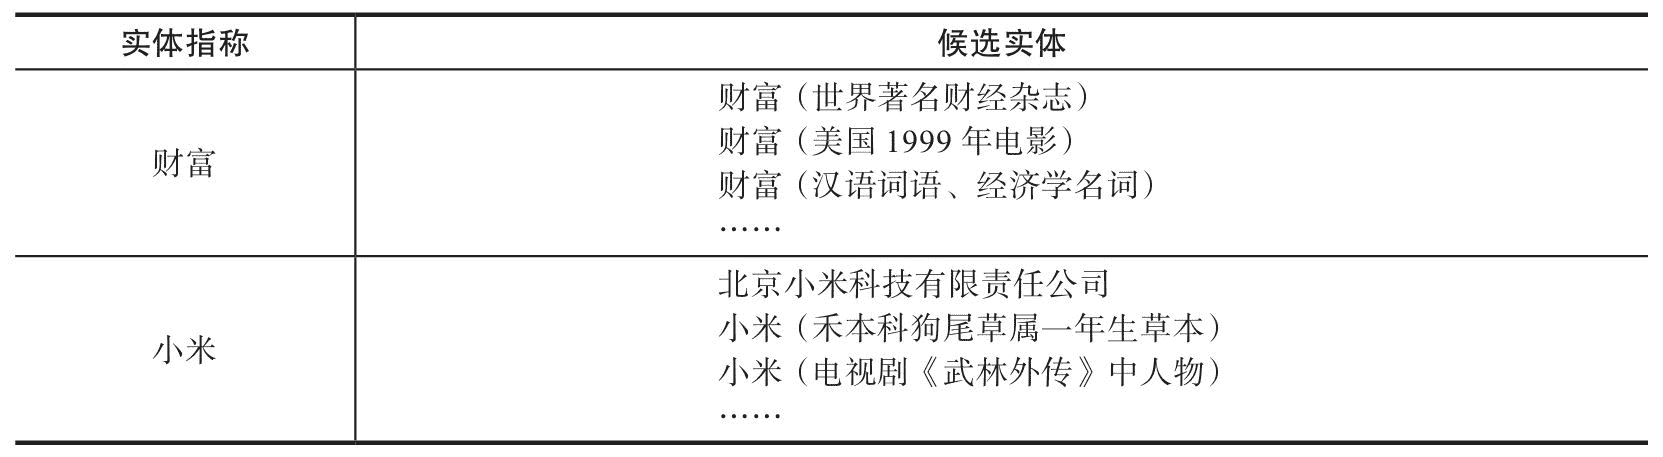 实体指称 候选实体
财富
财富（世界著名财经杂志）
财富（美国 1999 年电影）
财富（汉语词语、经济学名词）
……
小米
北京小米科技有限责任公司
小米（禾本科狗尾草属一年生草本）
小米（电视剧《武林外传》中人物）
……